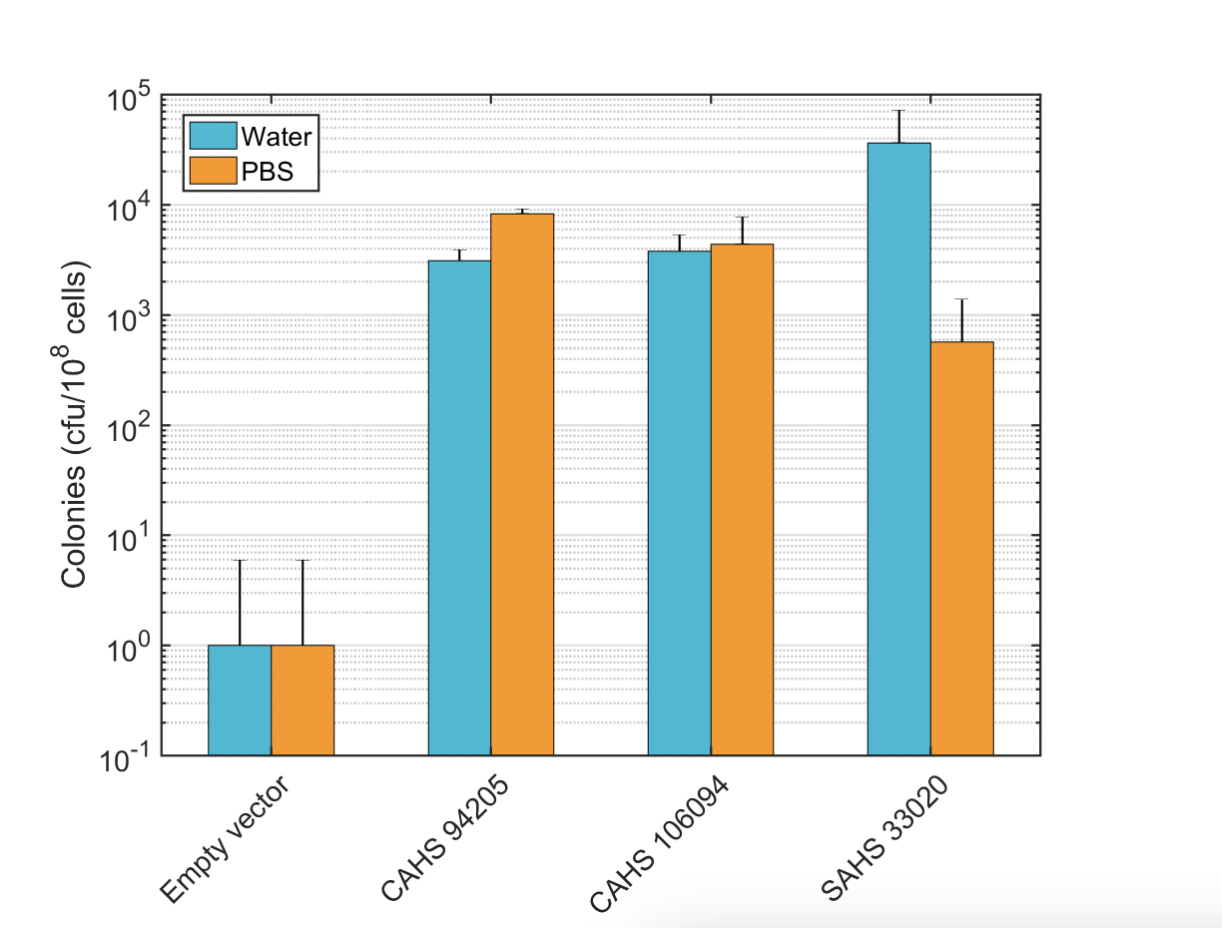 10^5
Water
PBS
10^4
10^3
10^2
10^1
10^0
10^-1
Colonies (cfu/10^8 cells)
Empty vector
CAHS 94205
CAHS 106094
SAHS 33020